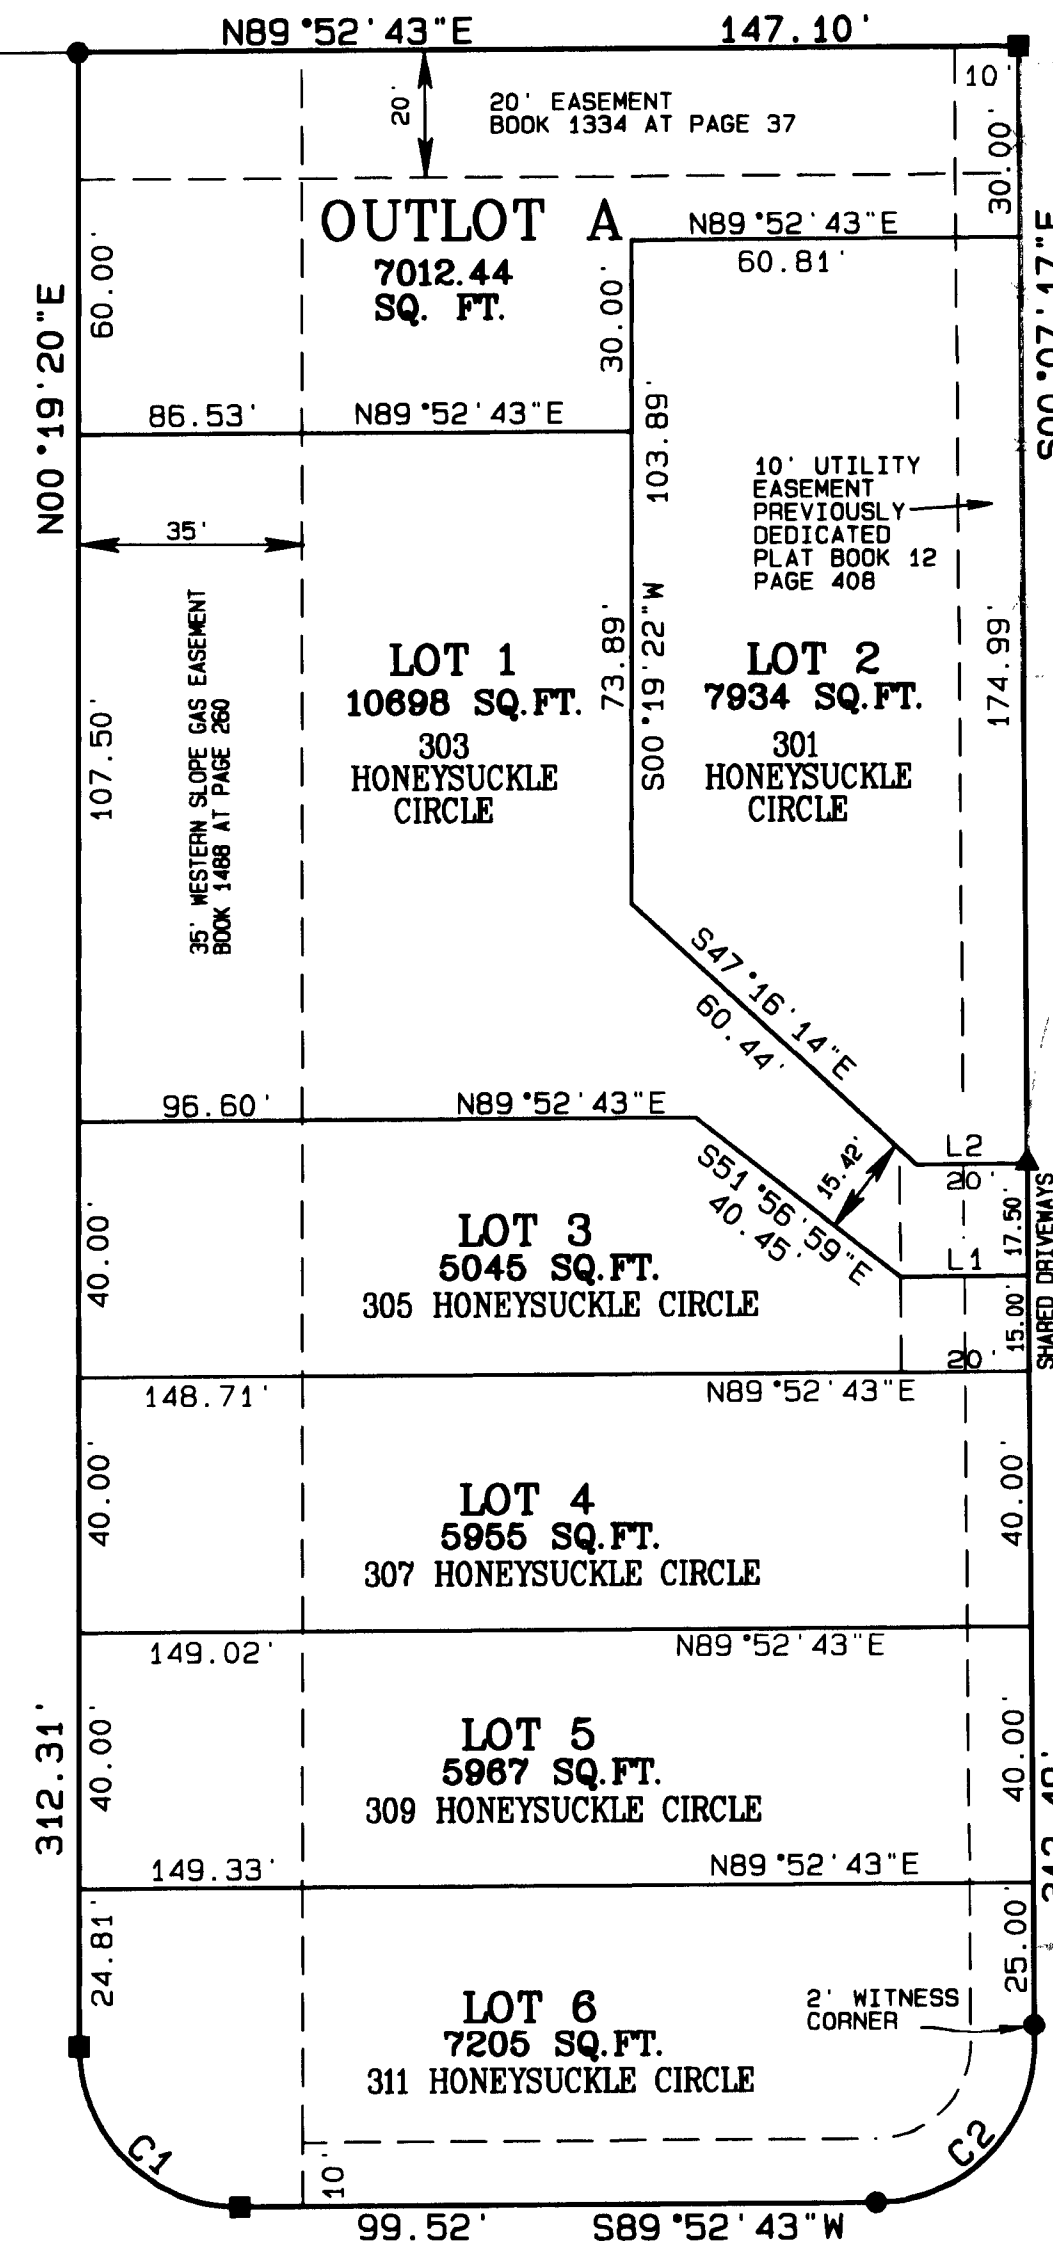 N89°52'43"E 147.10'
10'
20'
20' EASEMENT
BOOK 1334 AT PAGE 37
30.00'
OUTLOT A
7012.44
SQ. FT.
N89°52'43"E
60.81'
60.00'
30.00'
N00°19'20"E
S00°07'17"E
86.53' N89°52'43"E
103.89'
10' UTILITY
EASEMENT
PREVIOUSLY
DEDICATED
PLAT BOOK 12
PAGE 408
35'
35' WESTERN SLOPE GAS EASEMENT
BOOK 1488 AT PAGE 260
107.50'
LOT 1
10698 SQ.FT.
303
HONEYSUCKLE
CIRCLE
73.89'
S00°19'22"W
LOT 2
7934 SQ.FT.
301
HONEYSUCKLE
CIRCLE
174.99'
S47°16'14"E
60.44'
96.60' N89°52'43"E
S51°56'59"E
40.45'
15.42'
L2
20'
17.50'
SHARED DRIVEWAYS
L1
15.00'
20'
40.00'
LOT 3
5045 SQ.FT.
305 HONEYSUCKLE CIRCLE
148.71' N89°52'43"E
40.00'
LOT 4
5955 SQ.FT.
307 HONEYSUCKLE CIRCLE
40.00'
149.02' N89°52'43"E
312.31'
40.00'
LOT 5
5967 SQ.FT.
309 HONEYSUCKLE CIRCLE
40.00'
149.33' N89°52'43"E
24.81'
25.00'
LOT 6
7205 SQ.FT.
311 HONEYSUCKLE CIRCLE
2' WITNESS
CORNER
C1
10'
C2
99.52' S89°52'43"W